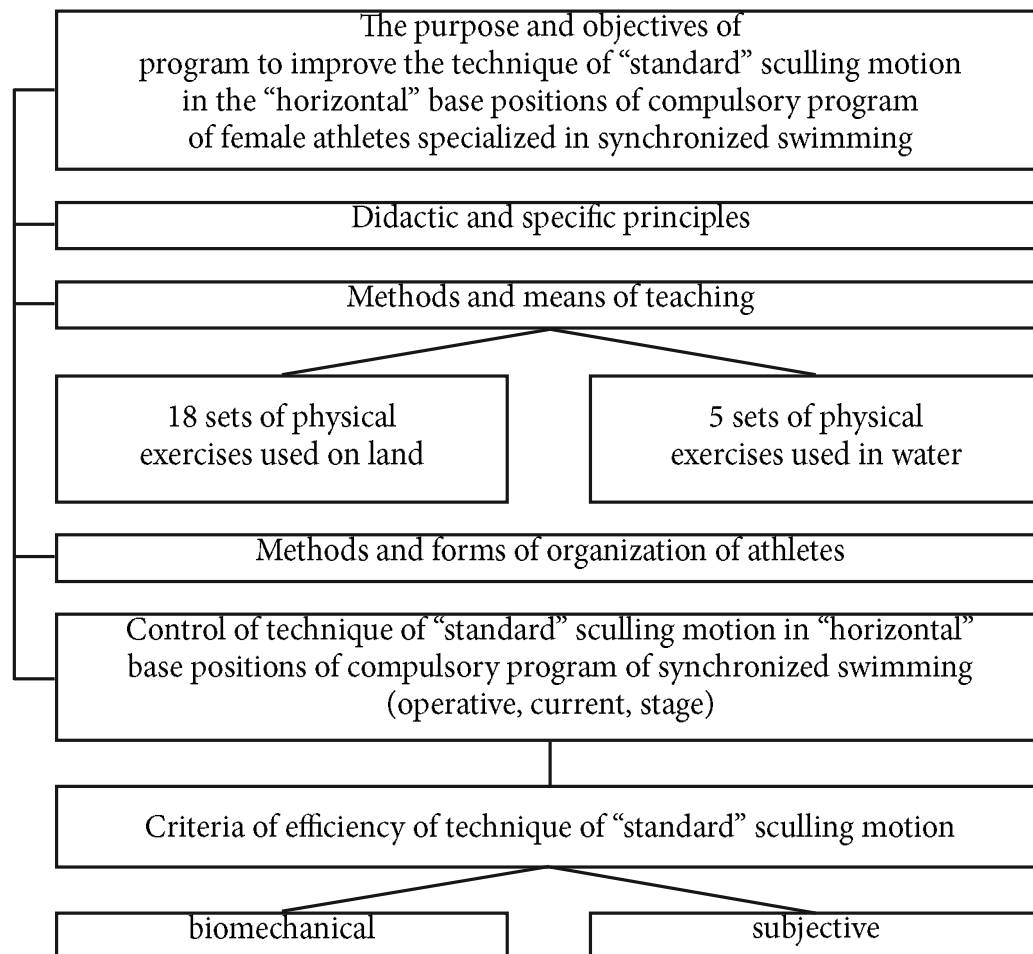 The purpose and objectives of
program to improve the technique of “standard” sculling motion
in the “horizontal” base positions of compulsory program
of female athletes specialized in synchronized swimming
Didactic and specific principles
Methods and means of teaching
18 sets of physical
exercises used on land
5 sets of physical
exercises used in water
Methods and forms of organization of athletes
Control of technique of “standard” sculling motion in “horizontal”
base positions of compulsory program of synchronized swimming
(operative, current, stage)
Criteria of efficiency of technique of “standard” sculling motion
biomechanical
subjective